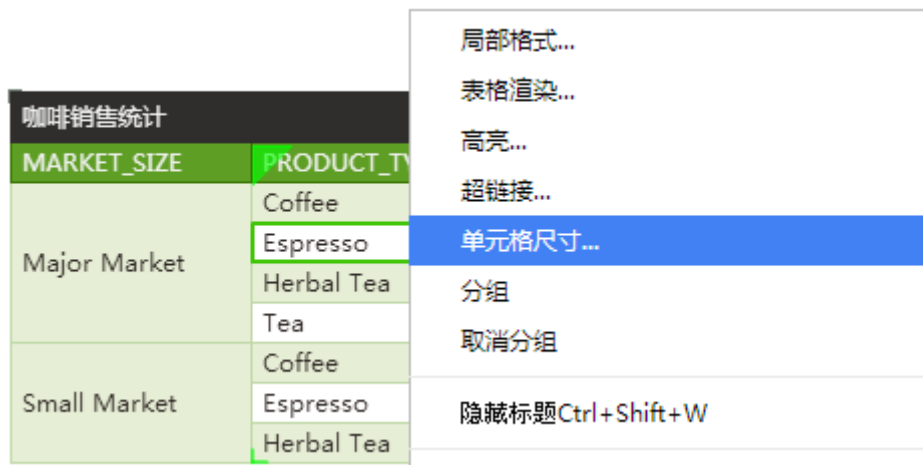 咖啡销售统计
MARKET_SIZE
PRODUCT_TY
Major Market
Coffee
Espresso
Herbal Tea
Tea
Small Market
Coffee
Espresso
Herbal Tea
局部格式...
表格渲染...
高亮...
超链接...
单元格尺寸...
分组
取消分组
隐藏标题Ctrl+Shift+W